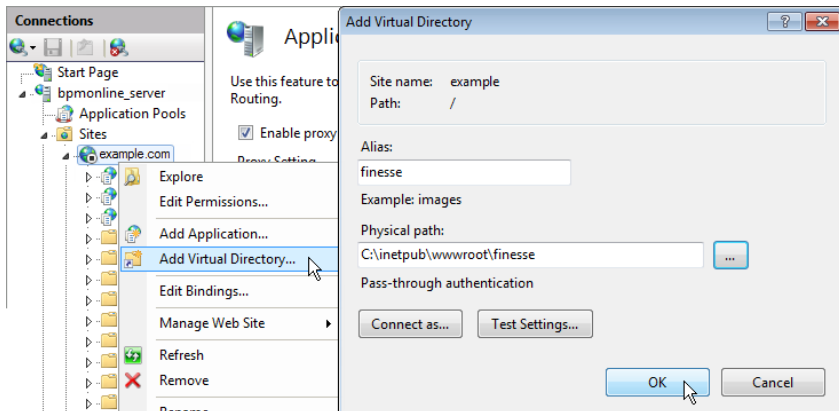 Connections
Start Page
bpmonline_server
Application Pools
Sites
example.com
Use this feature to
Routing.
Enable proxy
Explore
Edit Permissions...
Add Application...
Add Virtual Directory...
Edit Bindings...
Manage Web Site
Refresh
Remove
Add Virtual Directory
Site name: example
Path: /
Alias:
finesse
Example: images
Physical path:
C:\inetpub\wwwroot\finesse
...
Pass-through authentication
Connect as...
Test Settings...
OK
Cancel